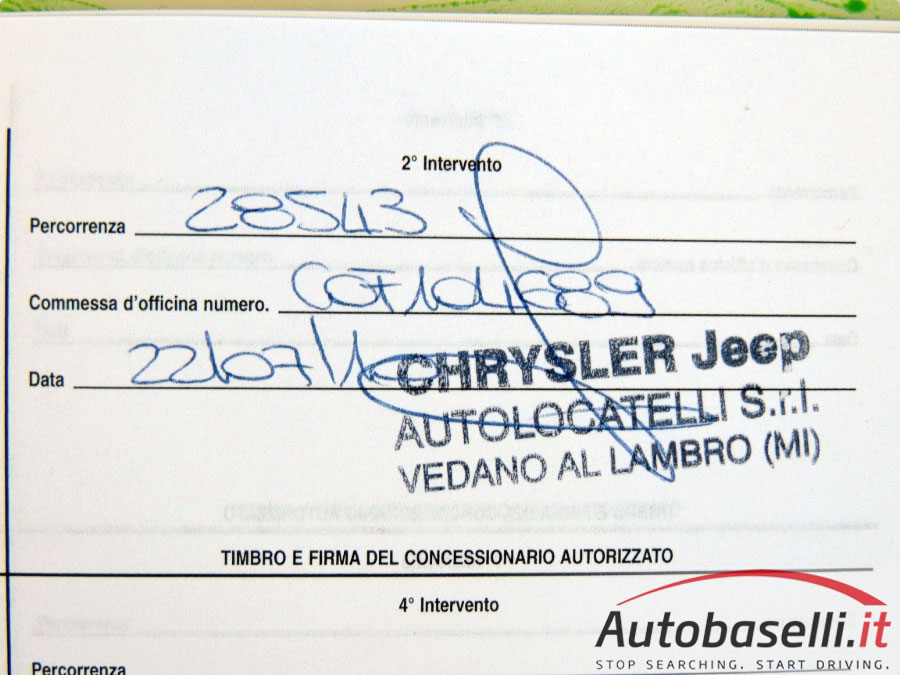 2° Intervento
Percorrenza 28543
Commessa d'officina numero.
Data 22/07/
CHRYSLER Jeep
AUTOLOCATELLI S.r.l.
VEDANO AL LAMBRO (MI)
TIMBRO E FIRMA DEL CONCESSIONARIO AUTORIZZATO
4° Intervento
Percorrenza
Autobaselli.it
STOP SEARCHING. START DRIVING.